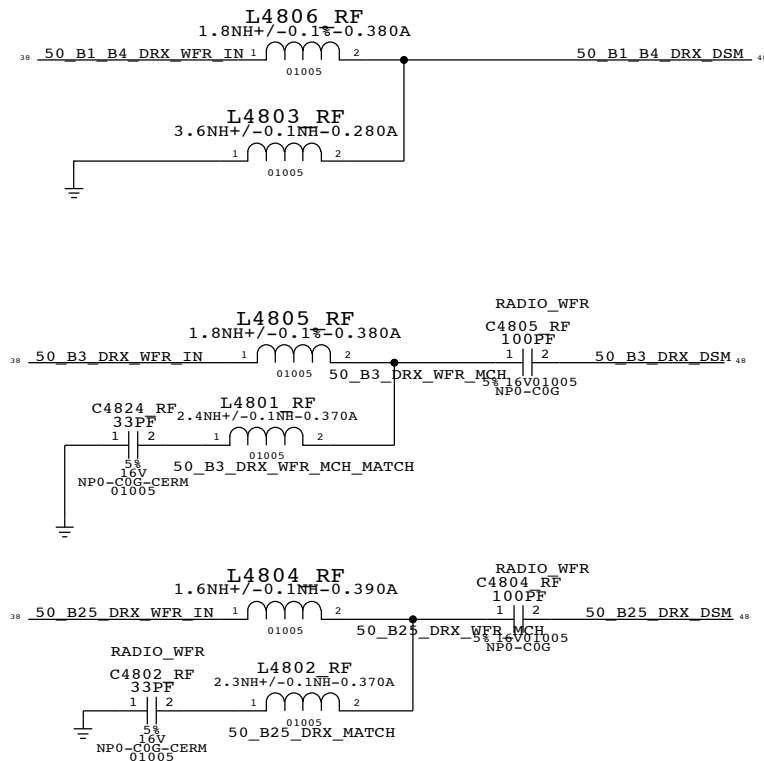 L4806_RF
1.8NH+/-0.1%-0.380A
38 50_B1_B4_DRX_WFR_IN 1 2 50_B1_B4_DRX_DSM 48
01005
L4803_RF
3.6NH+/-0.1NH-0.280A
1 2
01005
RADIO_WFR
L4805_RF
C4805_RF
1.8NH+/-0.1%-0.380A
100PF
38 50_B3_DRX_WFR_IN 1 2 1 2 50_B3_DRX_DSM 48
01005
50_B3_DRX_WFR_MCH
5% 16V01005
NP0-C0G
C4824_RF
L4801_RF
33PF
2.4NH+/-0.1NH-0.370A
1 2 1 2
01005
5%
50_B3_DRX_WFR_MCH_MATCH
16V
NP0-C0G-CERM
01005
RADIO_WFR
L4804_RF
C4804_RF
1.6NH+/-0.1NH-0.390A
100PF
38 50_B25_DRX_WFR_IN 1 2 1 2 50_B25_DRX_DSM 48
01005
50_B25_DRX_WFR_MCH
5% 16V01005
NP0-C0G
RADIO_WFR
C4802_RF
L4802_RF
33PF
2.3NH+/-0.1NH-0.370A
1 2 1 2
01005
5%
50_B25_DRX_MATCH
16V
NP0-C0G-CERM
01005